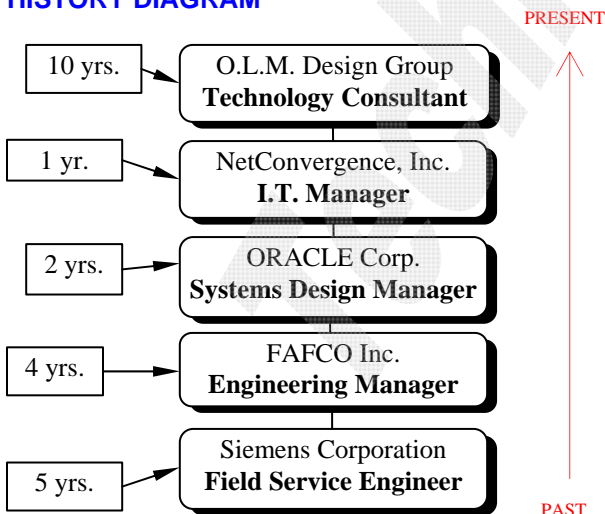 HISTORY DIAGRAM
PRESENT
10 yrs.
O.L.M. Design Group
Technology Consultant
1 yr.
NetConvergence, Inc.
I.T. Manager
2 yrs.
ORACLE Corp.
Systems Design Manager
4 yrs.
FAFCO Inc.
Engineering Manager
5 yrs.
Siemens Corporation
Field Service Engineer
PAST